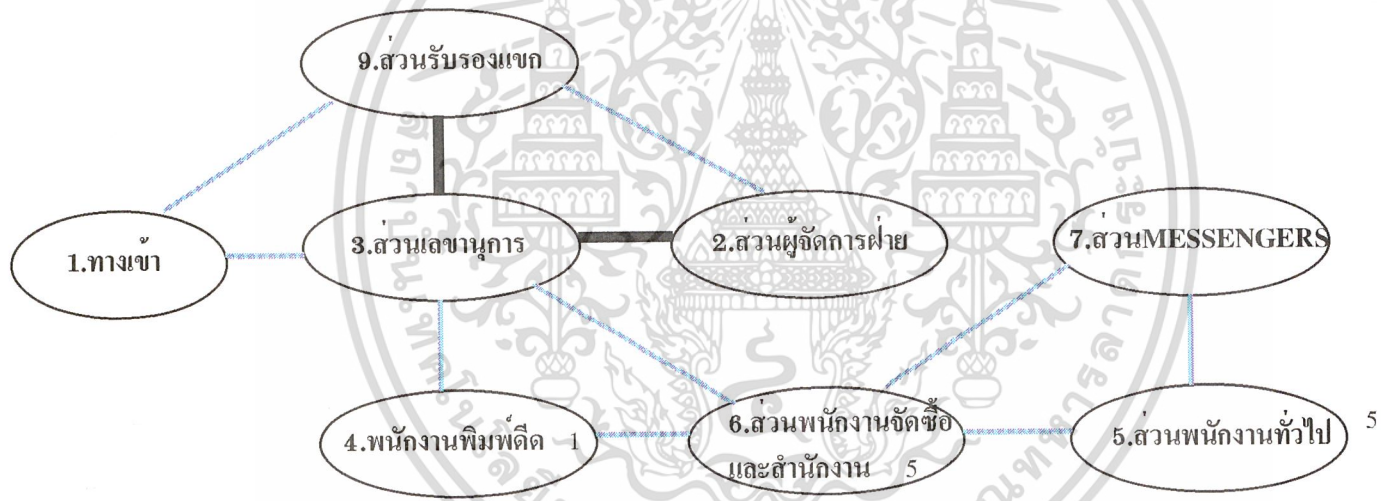 9.ส่วนรับรองแขก
1.ทางเข้า
3.ส่วนเลขานุการ
2.ส่วนผู้จัดการฝ่าย
7.ส่วนMESSENGERS
4.พนักงานพิมพ์ดีด 1
6.ส่วนพนักงานจัดซื้อ
และสำนักงาน 5
5.ส่วนพนักงานทั่วไป 5